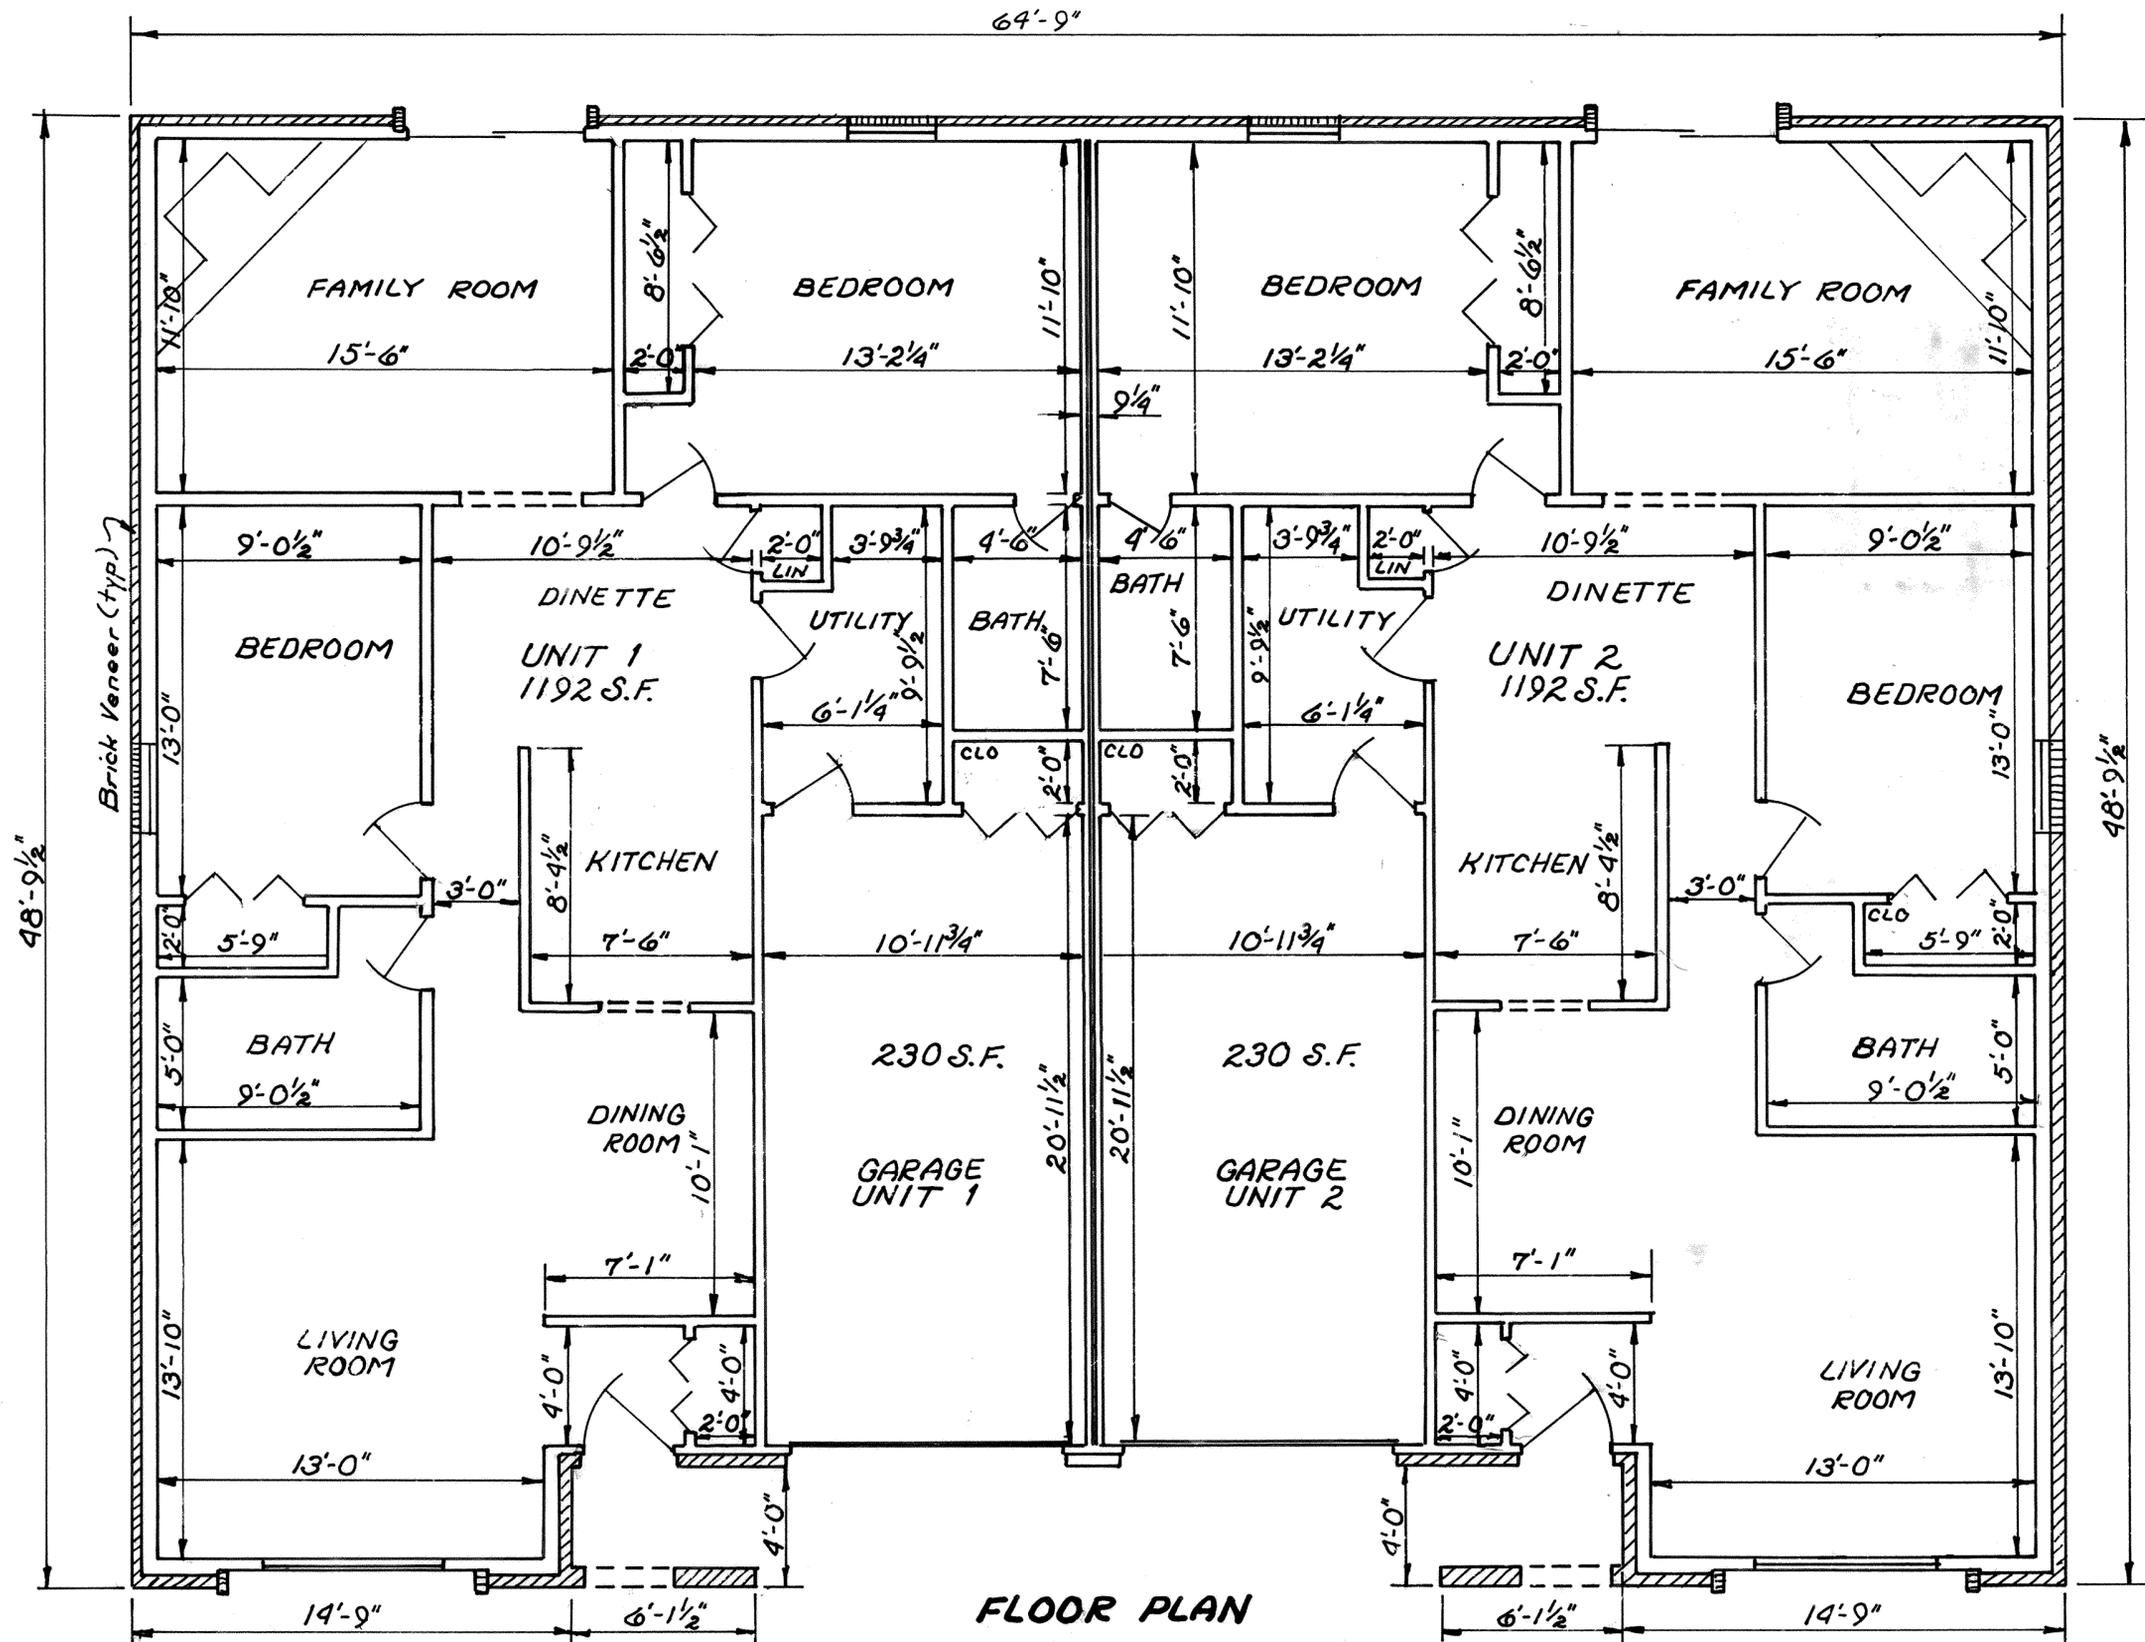 64'-9"
FAMILY ROOM
15'-6"
11'-10"
8'-6½"
2'-0"
BEDROOM
13'-2¼"
11'-10"
9¼"
11'-10"
BEDROOM
13'-2¼"
8'-6½"
2'-0"
FAMILY ROOM
15'-6"
11'-10"
Brick Veneer (typ)
48'-9½"
48'-9½"
9'-0½"
10'-9½"
2'-0"
LIN
3'-9¾"
4'-6"
4'-6"
3'-9¾"
2'-0"
LIN
10'-9½"
9'-0½"
BEDROOM
13'-0"
DINETTE
UNIT 1
1192 S.F.
UTILITY
9'-9½"
6'-1¼"
BATH
7'-6"
BATH
7'-6"
UTILITY
9'-9½"
6'-1¼"
DINETTE
UNIT 2
1192 S.F.
BEDROOM
13'-0"
CLO
2'-0"
CLO
2'-0"
KITCHEN
8'-4½"
3'-0"
7'-6"
2'-0"
5'-9"
10'-11¾"
10'-11¾"
KITCHEN
8'-4½"
3'-0"
7'-6"
CLO
5'-9"
2'-0"
BATH
5'-0"
9'-0½"
230 S.F.
230 S.F.
BATH
5'-0"
9'-0½"
DINING
ROOM
10'-1"
7'-1"
GARAGE
UNIT 1
20'-11½"
20'-11½"
GARAGE
UNIT 2
DINING
ROOM
10'-1"
7'-1"
LIVING
ROOM
13'-10"
13'-0"
4'-0"
4'-0"
2'-0"
4'-0"
4'-0"
2'-0"
LIVING
ROOM
13'-10"
13'-0"
4'-0"
4'-0"
14'-9"
6'-1½"
FLOOR PLAN
6'-1½"
14'-9"